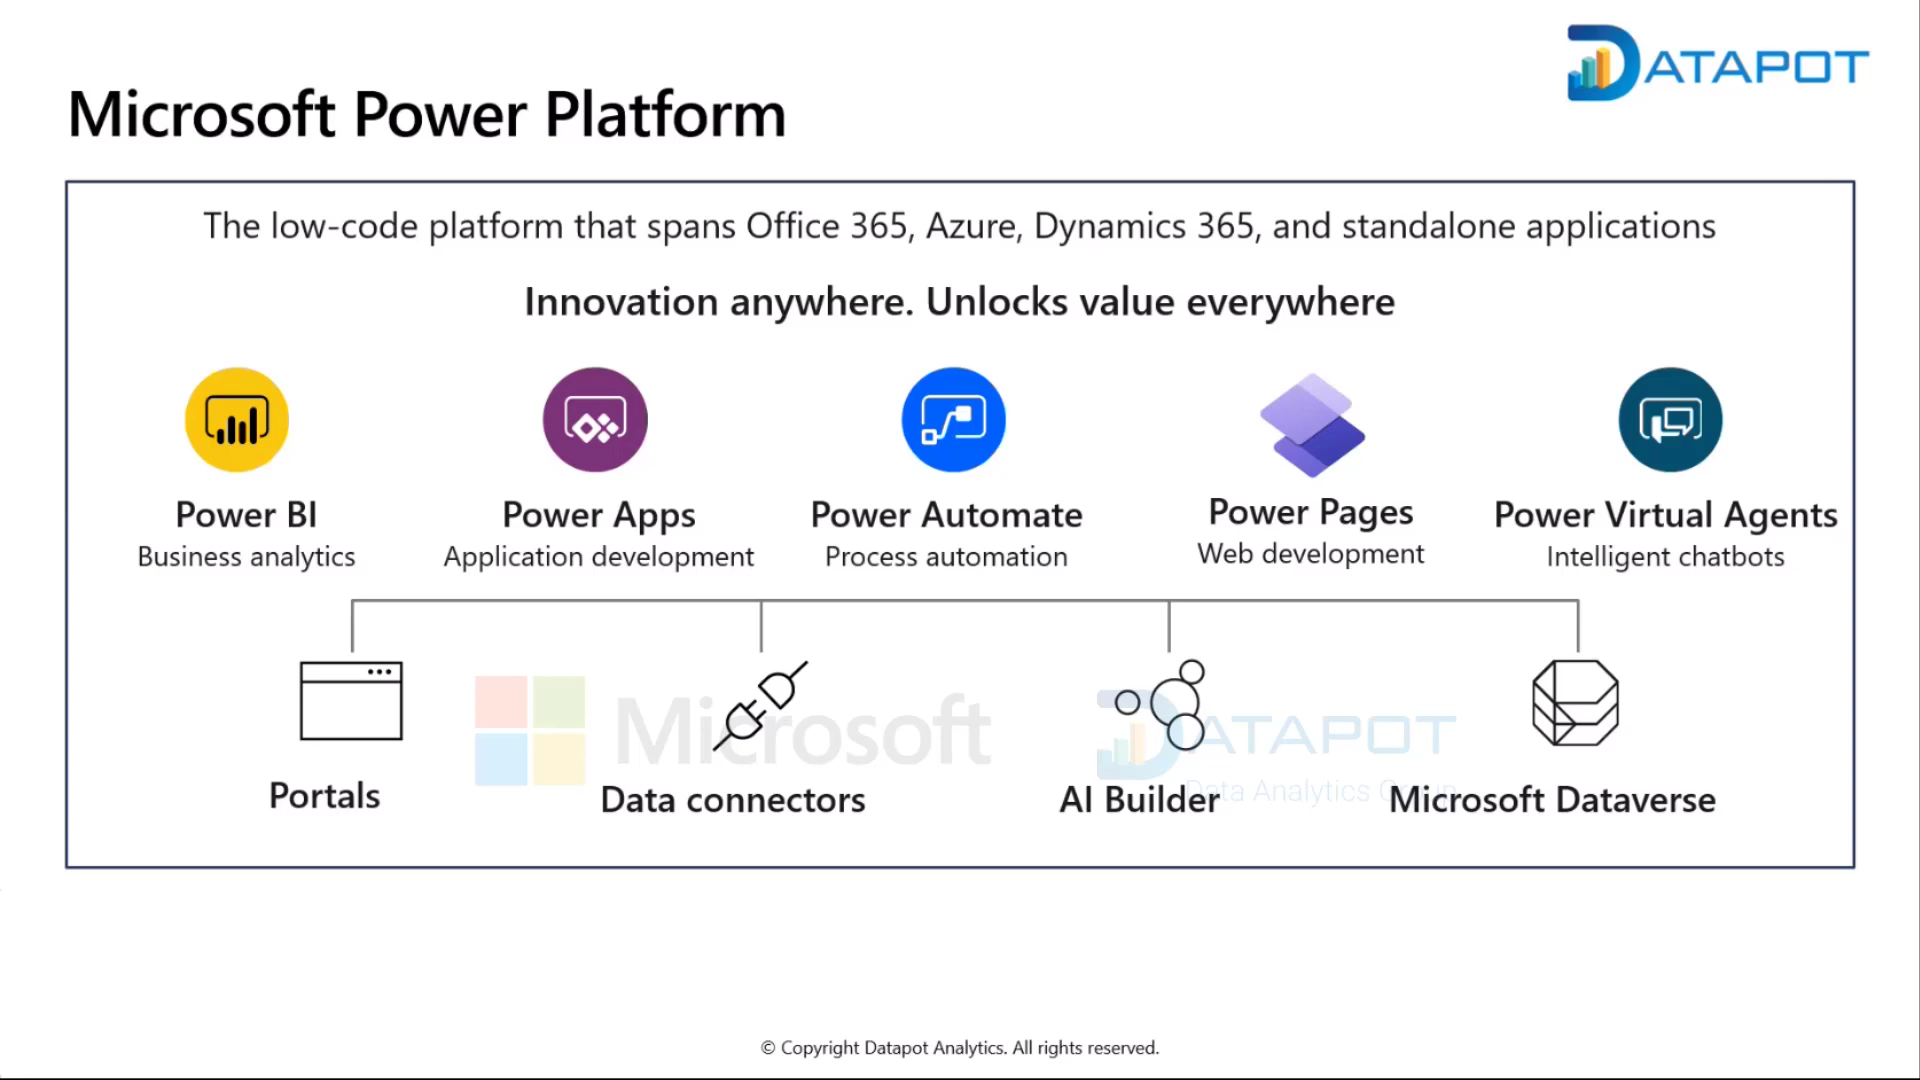 DATAPOT
Microsoft Power Platform
The low-code platform that spans Office 365, Azure, Dynamics 365, and standalone applications
Innovation anywhere. Unlocks value everywhere
Power BI
Business analytics
Power Apps
Application development
Power Automate
Process automation
Power Pages
Web development
Power Virtual Agents
Intelligent chatbots
Microsoft
DATAPOT
Data Analytics
Portals
Data connectors
AI Builder
Microsoft Dataverse
© Copyright Datapot Analytics. All rights reserved.